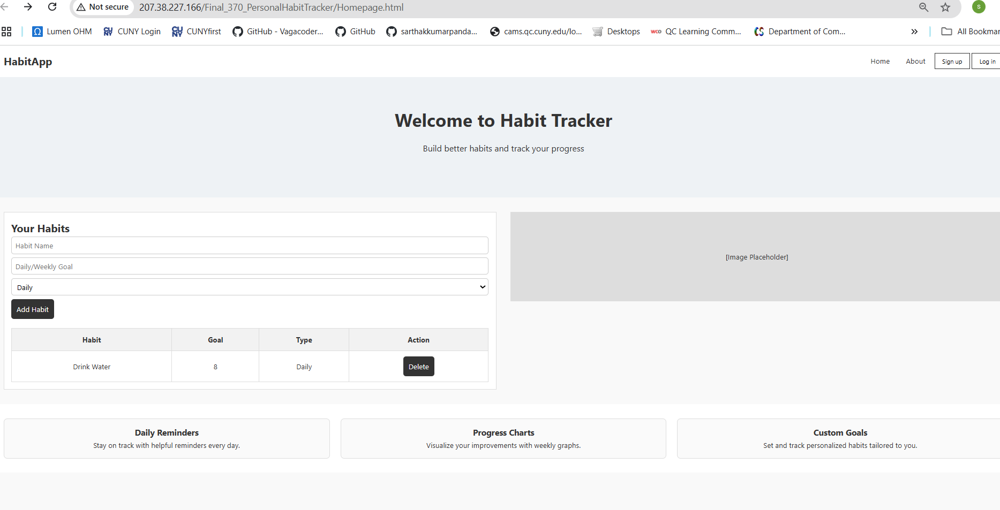 Not secure 207.38.227.166/Final_370_PersonalHabitTracker/Homepage.html S
Lumen OHM CUNY Login CUNYfirst GitHub - Vagacoder... GitHub sarthakkumarpanda... cams.qc.cuny.edu/lo... Desktops QC Learning Comm... Department of Com... » All Bookmar
HabitApp Home About Sign up Log in
Welcome to Habit Tracker
Build better habits and track your progress
Your Habits
Habit Name
Daily/Weekly Goal
Daily
Add Habit
Habit Goal Type Action
Drink Water 8 Daily Delete
[Image Placeholder]
Daily Reminders
Stay on track with helpful reminders every day.
Progress Charts
Visualize your improvements with weekly graphs.
Custom Goals
Set and track personalized habits tailored to you.